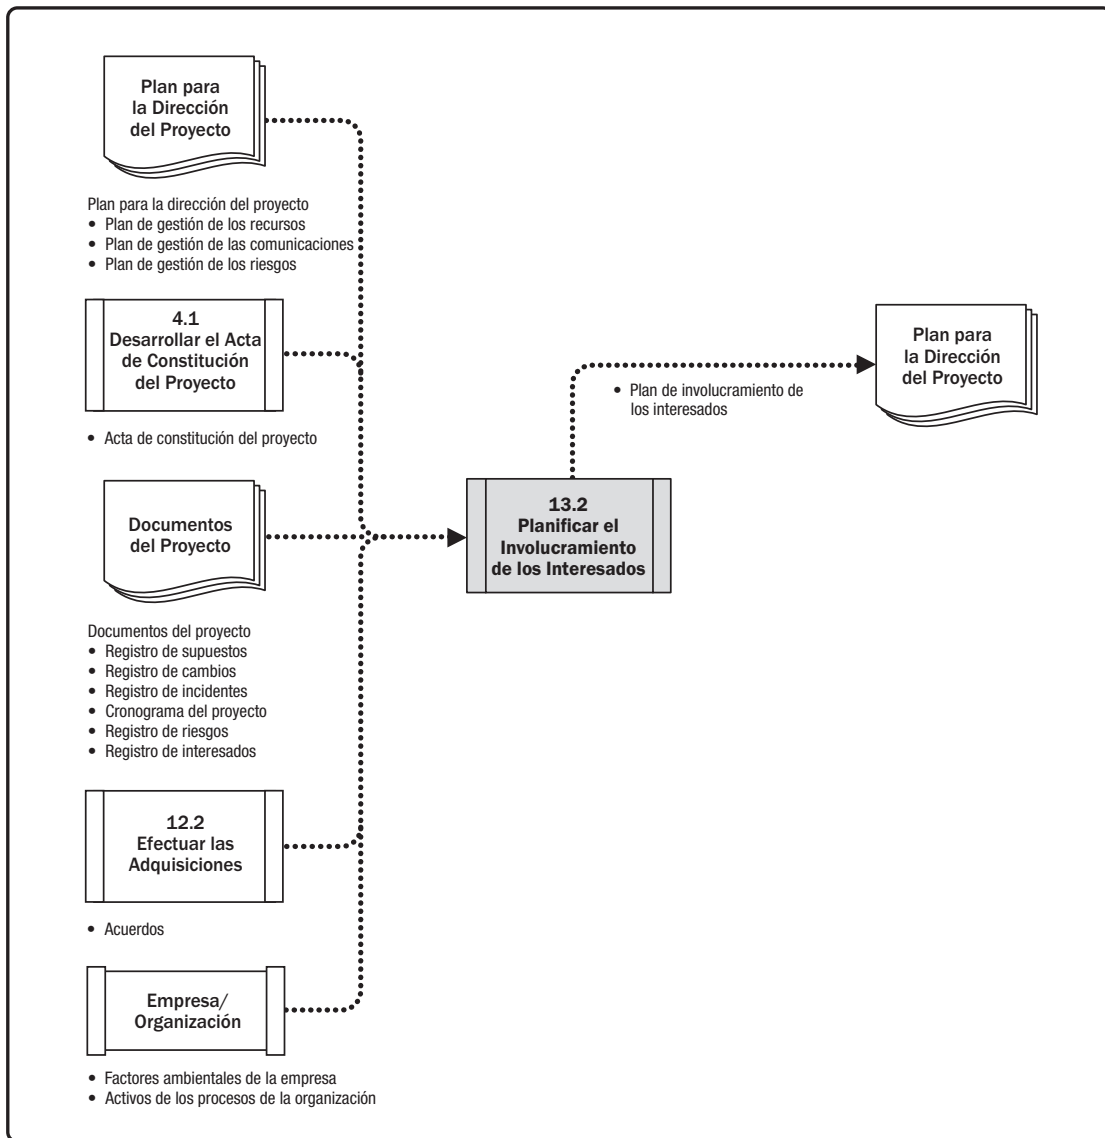 Plan para
la Dirección
del Proyecto
Plan para la dirección del proyecto
• Plan de gestión de los recursos
• Plan de gestión de las comunicaciones
• Plan de gestión de los riesgos
4.1
Desarrollar el Acta
de Constitución
del Proyecto
• Acta de constitución del proyecto
Documentos
del Proyecto
Documentos del proyecto
• Registro de supuestos
• Registro de cambios
• Registro de incidentes
• Cronograma del proyecto
• Registro de riesgos
• Registro de interesados
12.2
Efectuar las
Adquisiciones
• Acuerdos
Empresa/
Organización
• Factores ambientales de la empresa
• Activos de los procesos de la organización
13.2
Planificar el
Involucramiento
de los Interesados
• Plan de involucramiento de
los interesados
Plan para
la Dirección
del Proyecto